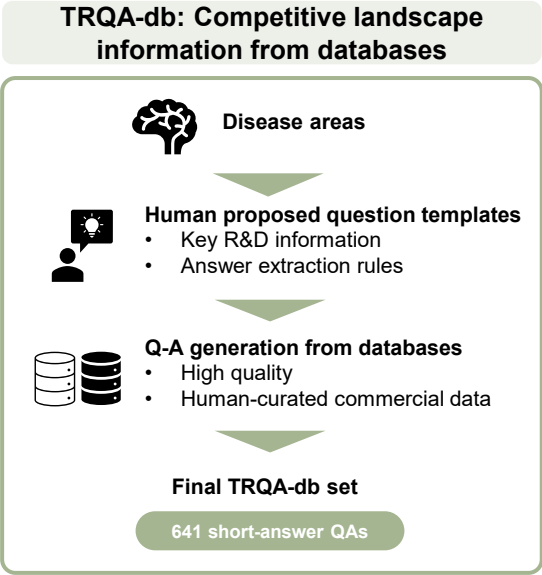 TRQA-db: Competitive landscape
information from databases
Disease areas
Human proposed question templates
• Key R&D information
• Answer extraction rules
Q-A generation from databases
• High quality
• Human-curated commercial data
Final TRQA-db set
641 short-answer QAs